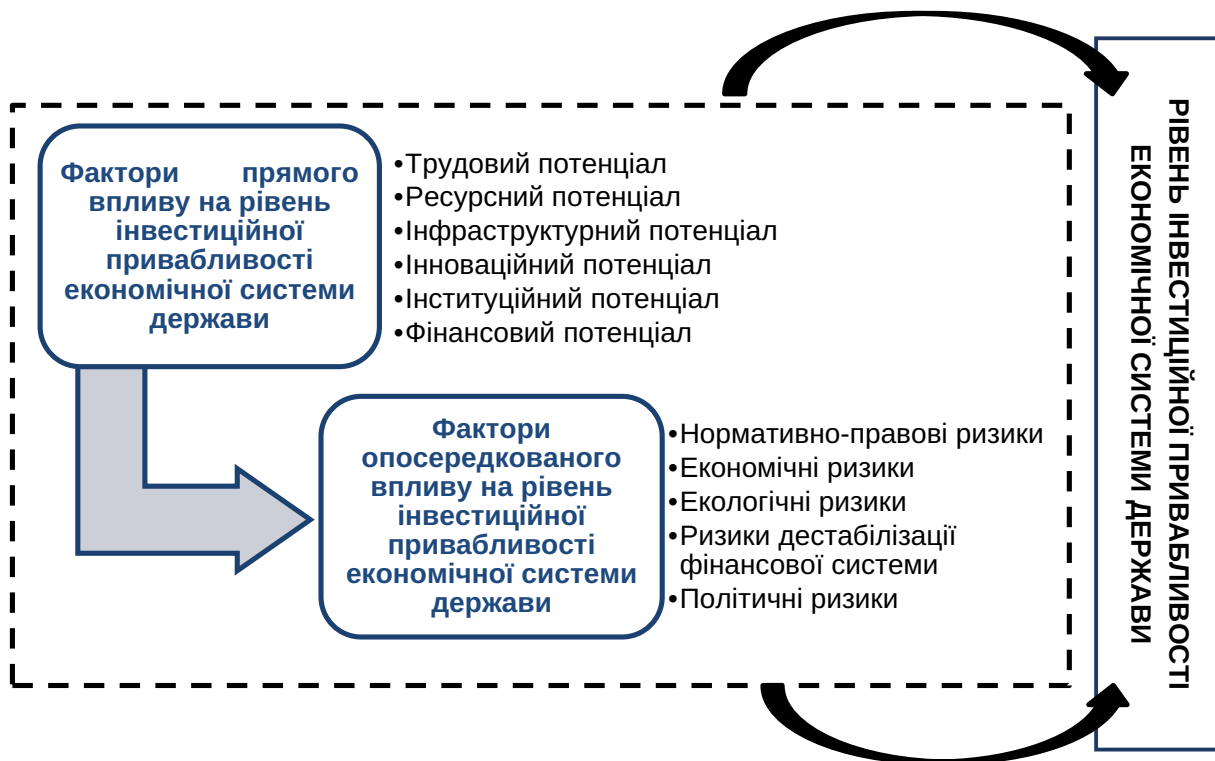 Фактори прямого
впливу на рівень
інвестиційної
привабливості
економічної системи
держави
•Трудовий потенціал
•Ресурсний потенціал
•Інфраструктурний потенціал
•Інноваційний потенціал
•Інституційний потенціал
•Фінансовий потенціал
Фактори
опосередкованого
впливу на рівень
інвестиційної
привабливості
економічної системи
держави
•Нормативно-правові ризики
•Економічні ризики
•Екологічні ризики
•Ризики дестабілізації
фінансової системи
•Політичні ризики
РІВЕНЬ ІНВЕСТИЦІЙНОЇ ПРИВАБЛИВОСТІ
ЕКОНОМІЧНОЇ СИСТЕМИ ДЕРЖАВИ